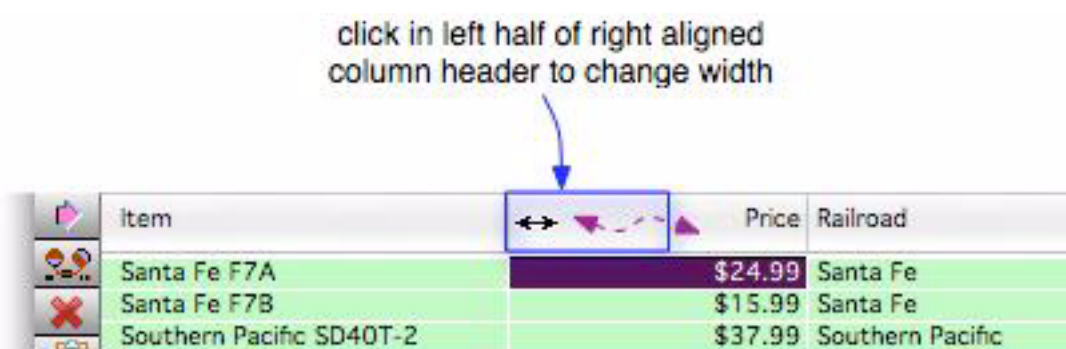 click in left half of right aligned
column header to change width
Item Price Railroad
Santa Fe F7A $24.99 Santa Fe
Santa Fe F7B $15.99 Santa Fe
Southern Pacific SD40T-2 $37.99 Southern Pacific